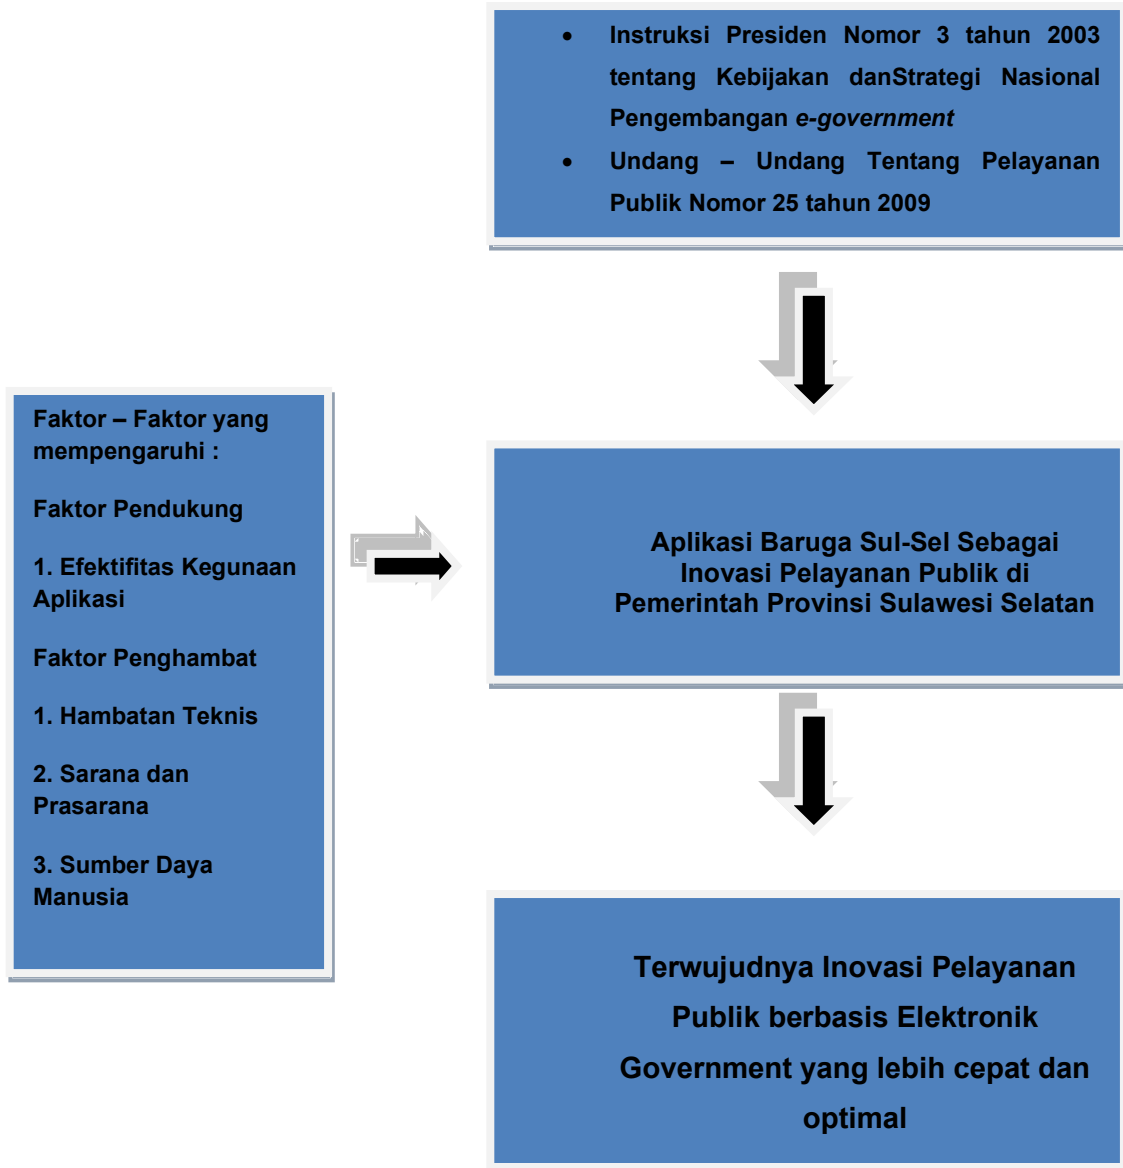 • Instruksi Presiden Nomor 3 tahun 2003
tentang Kebijakan danStrategi Nasional
Pengembangan e-government
• Undang – Undang Tentang Pelayanan
Publik Nomor 25 tahun 2009
Faktor – Faktor yang
mempengaruhi :
Faktor Pendukung
1. Efektifitas Kegunaan
Aplikasi
Faktor Penghambat
1. Hambatan Teknis
2. Sarana dan
Prasarana
3. Sumber Daya
Manusia
Aplikasi Baruga Sul-Sel Sebagai
Inovasi Pelayanan Publik di
Pemerintah Provinsi Sulawesi Selatan
Terwujudnya Inovasi Pelayanan
Publik berbasis Elektronik
Government yang lebih cepat dan
optimal